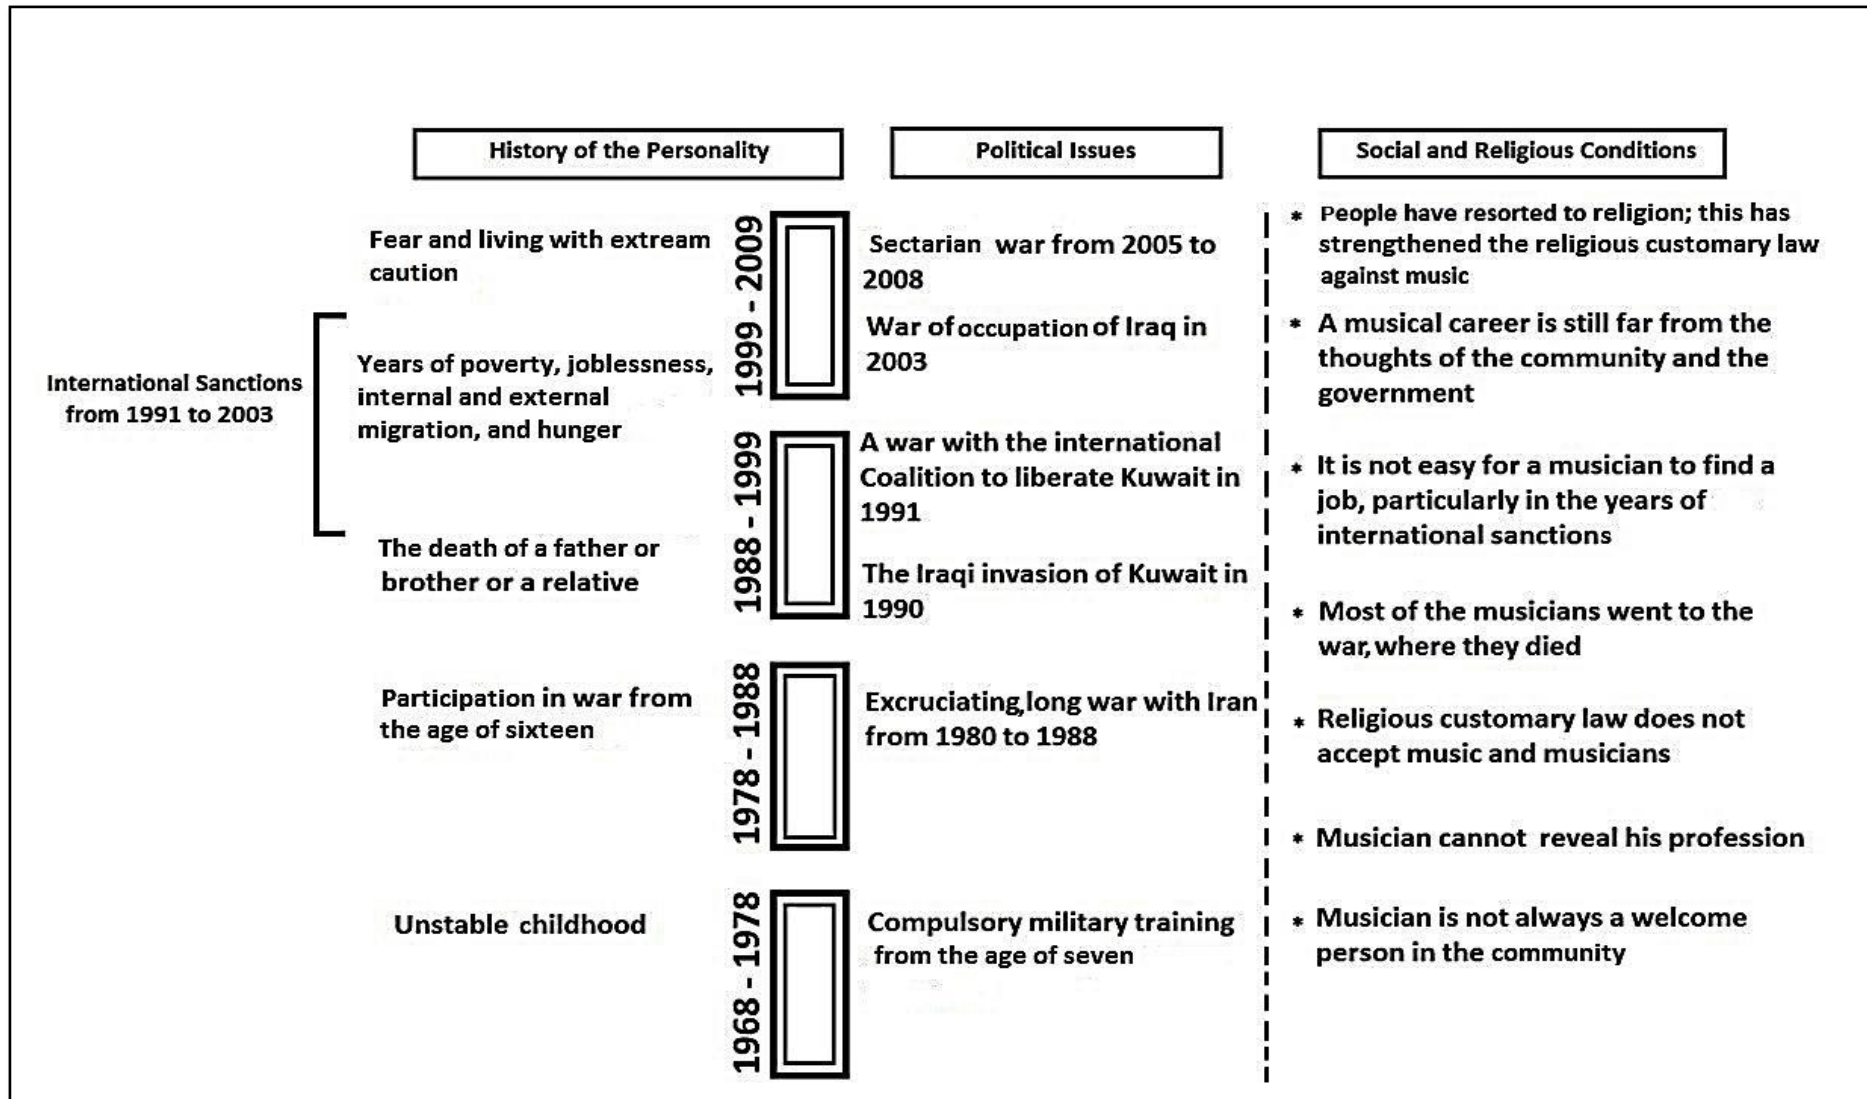 History of the Personality
Political Issues
Social and Religious Conditions
International Sanctions
from 1991 to 2003
Fear and living with extream
caution
Years of poverty, joblessness,
internal and external
migration, and hunger
The death of a father or
brother or a relative
Participation in war from
the age of sixteen
Unstable childhood
1999 - 2009
1988 - 1999
1978 - 1988
1968 - 1978
Sectarian war from 2005 to
2008
War of occupation of Iraq in
2003
A war with the international
Coalition to liberate Kuwait in
1991
The Iraqi invasion of Kuwait in
1990
Excruciating,long war with Iran
from 1980 to 1988
Compulsory military training
from the age of seven
* People have resorted to religion; this has
strengthened the religious customary law
against music
* A musical career is still far from the
thoughts of the community and the
government
* It is not easy for a musician to find a
job, particularly in the years of
international sanctions
* Most of the musicians went to the
war,where they died
* Religious customary law does not
accept music and musicians
* Musician cannot reveal his profession
* Musician is not always a welcome
person in the community